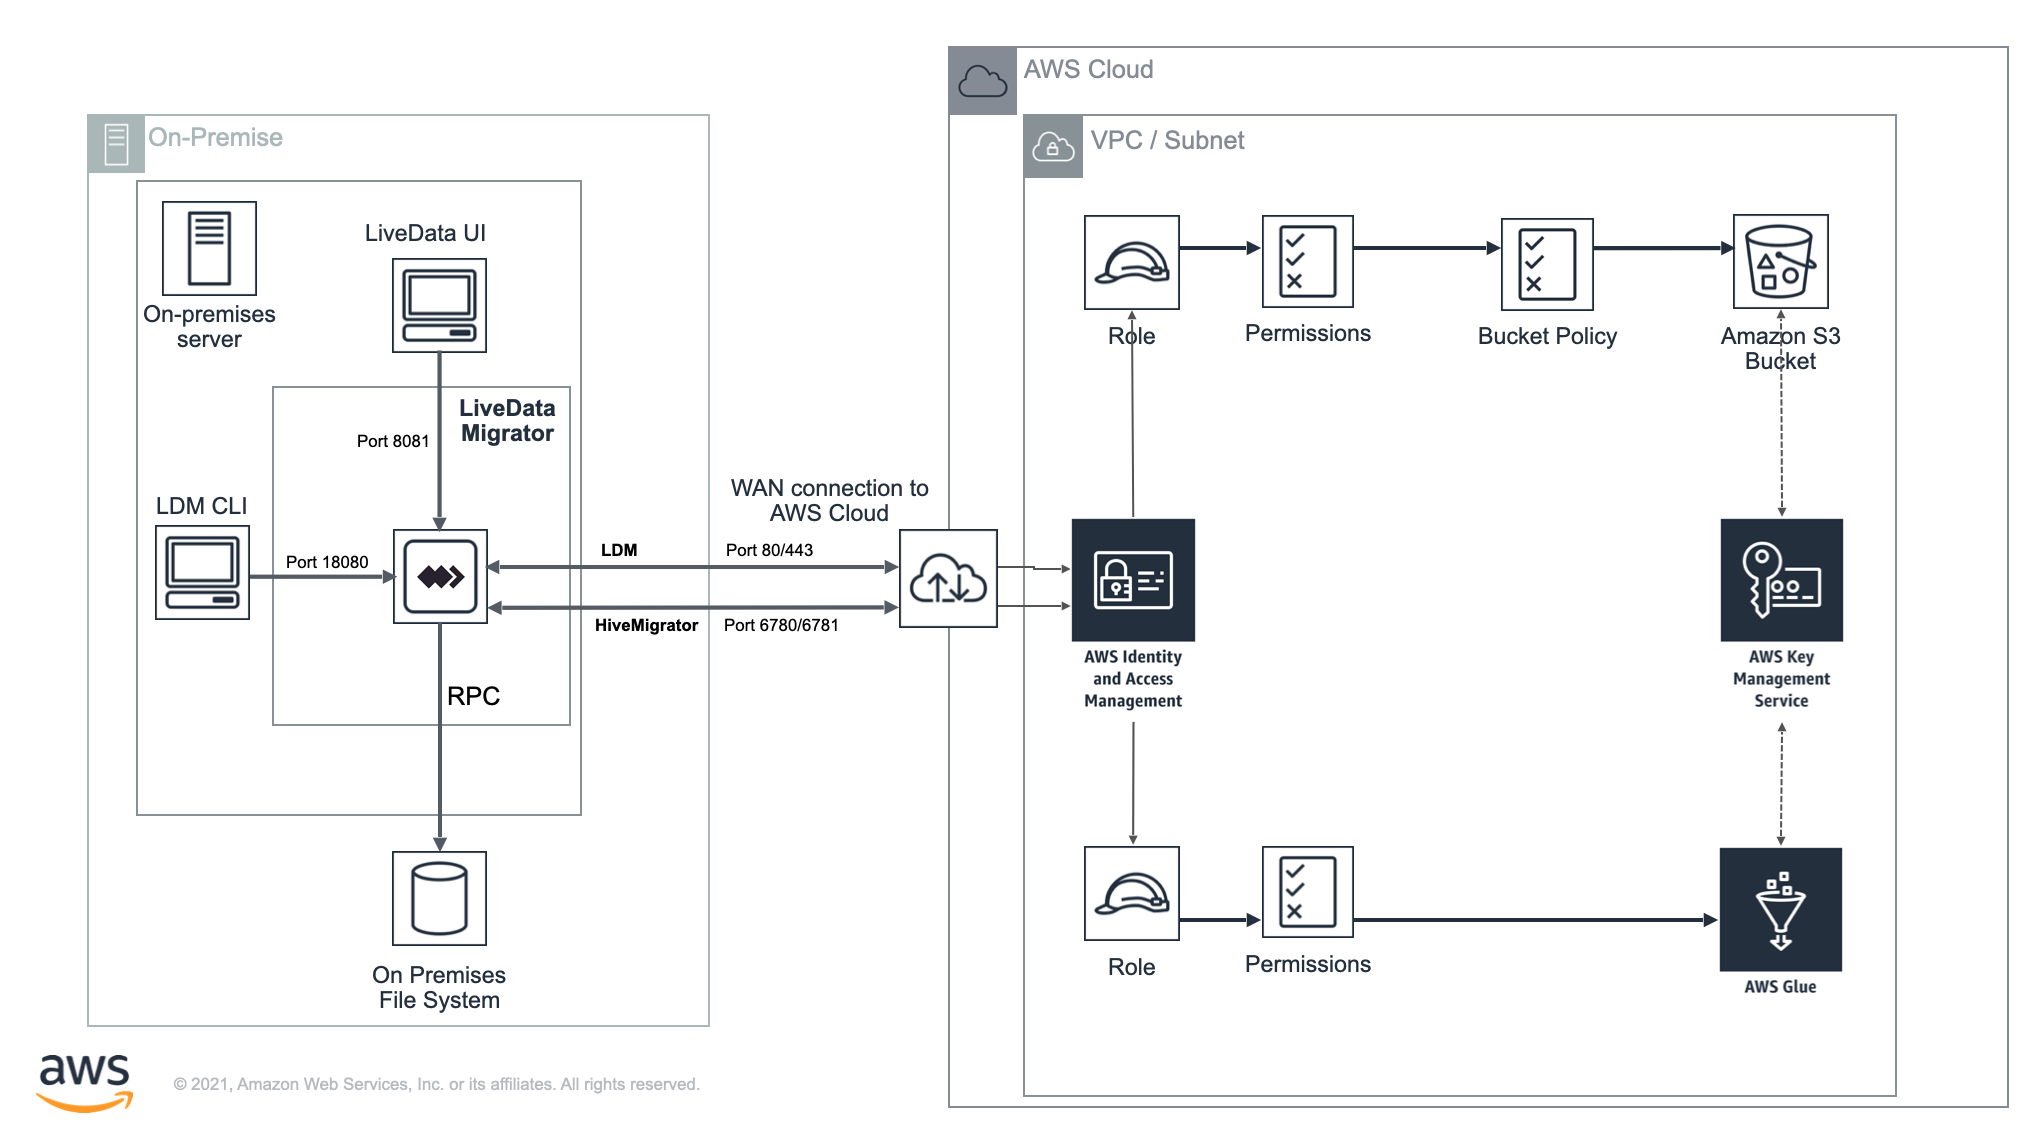 AWS Cloud
On-Premise
VPC / Subnet
LiveData UI
On-premises
server
Role
Permissions
Bucket Policy
Amazon S3
Bucket
LiveData
Migrator
Port 8081
WAN connection to
AWS Cloud
LDM CLI
Port 18080
LDM
Port 80/443
HiveMigrator
Port 6780/6781
AWS Identity
and Access
Management
AWS Key
Management
Service
RPC
On Premises
File System
Role
Permissions
AWS Glue
aws
© 2021, Amazon Web Services, Inc. or its affiliates. All rights reserved.